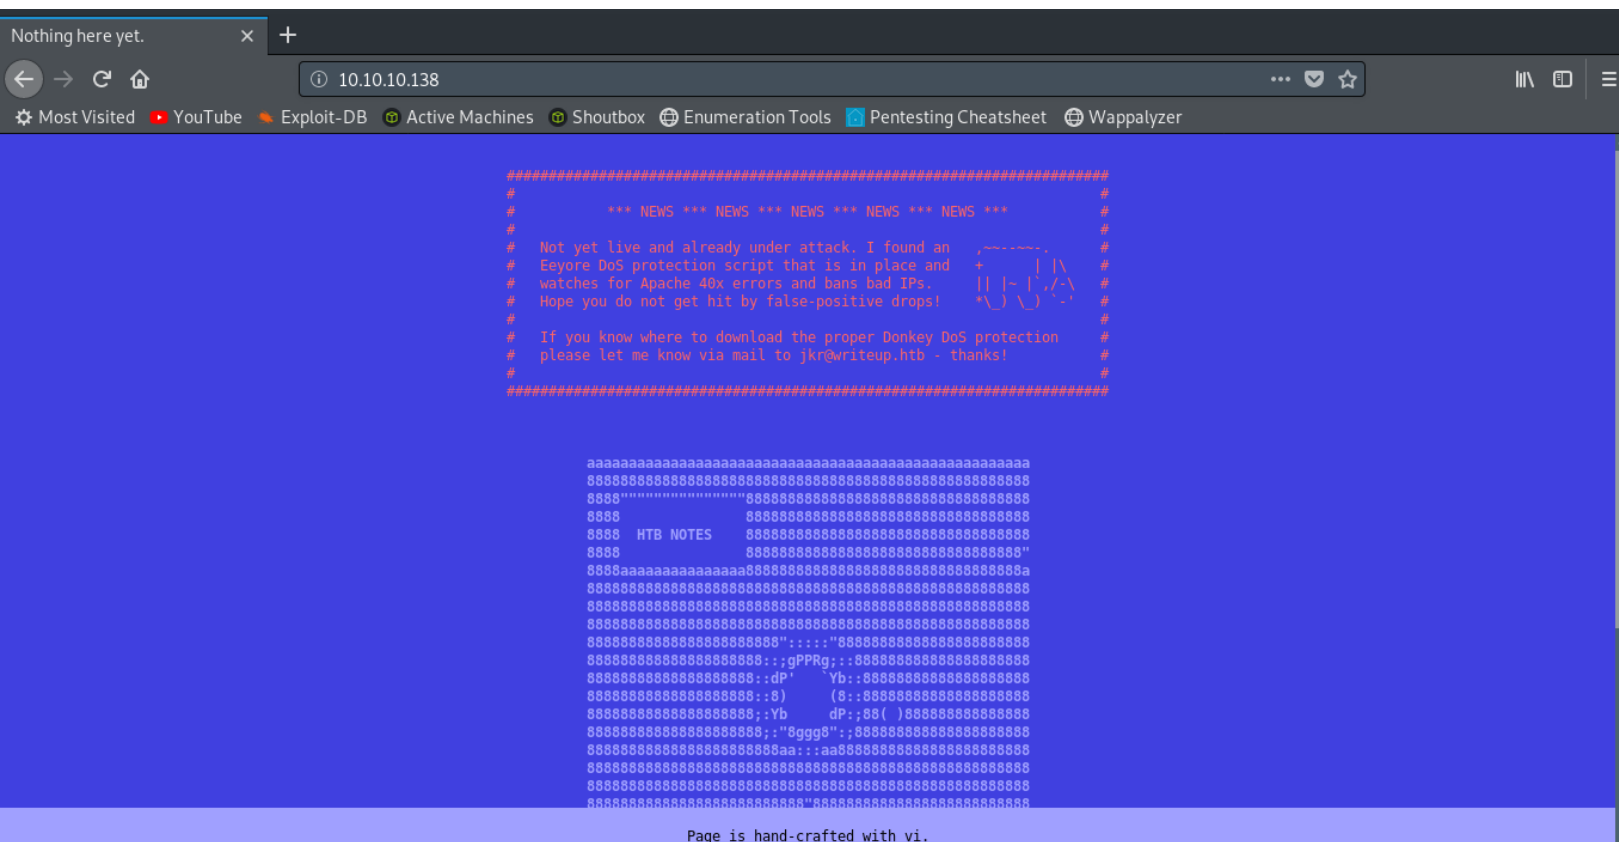 Nothing here yet.
10.10.10.138
Most Visited YouTube Exploit-DB Active Machines Shoutbox Enumeration Tools Pentesting Cheatsheet Wappalyzer
########################################################################
#                                                                      #
#           *** NEWS *** NEWS *** NEWS *** NEWS *** NEWS ***           #
#                                                                      #
#   Not yet live and already under attack. I found an   ,~~--~~-.      #
#   Eeyore DoS protection script that is in place and   +      | |\    #
#   watches for Apache 40x errors and bans bad IPs.     || |~ |`,/-\   #
#   Hope you do not get hit by false-positive drops!    *\_) \_) `-'   #
#                                                                      #
#   If you know where to download the proper Donkey DoS protection     #
#   please let me know via mail to jkr@writeup.htb - thanks!           #
#                                                                      #
########################################################################
HTB NOTES
Page is hand-crafted with vi.